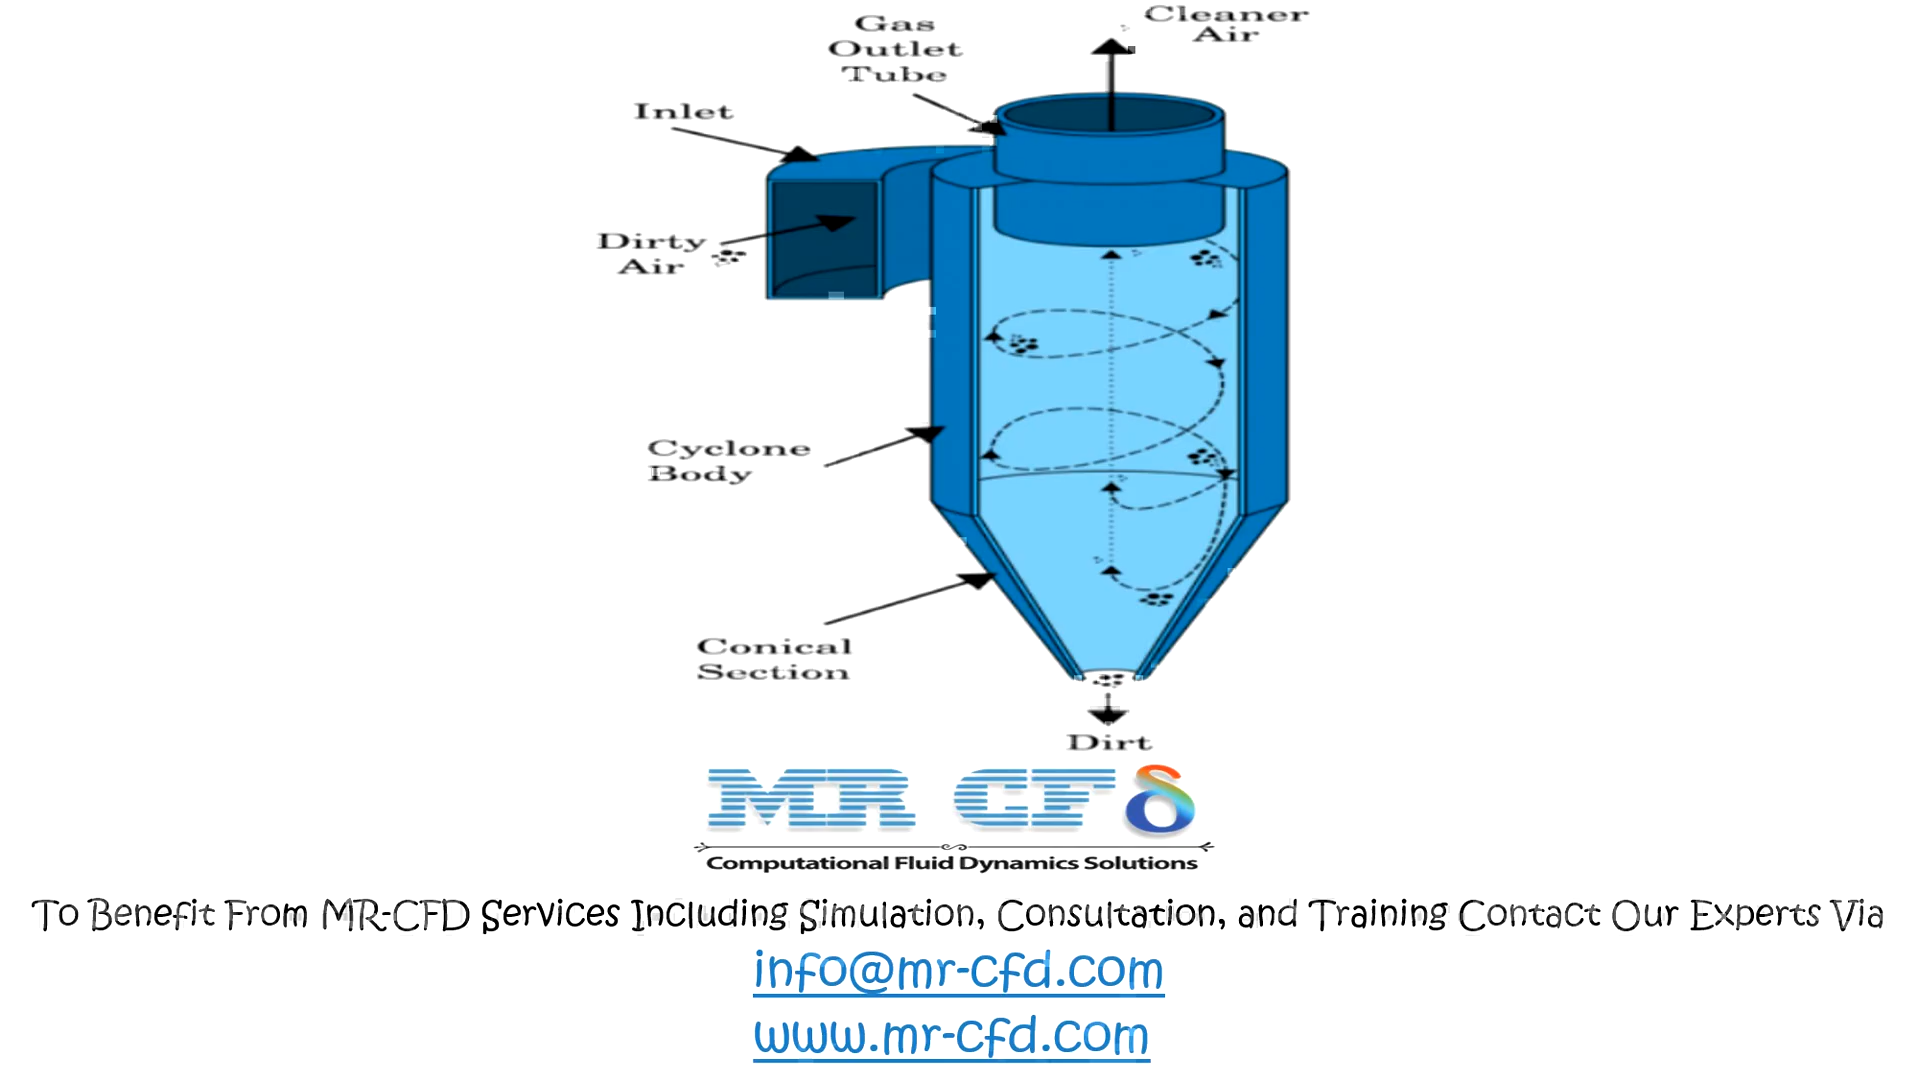 Cleaner
Air
Gas
Outlet
Tube
Inlet
Dirty
Air
Cyclone
Body
Conical
Section
Dirt
MR CFδ
Computational Fluid Dynamics Solutions
To Benefit From MR-CFD Services Including Simulation, Consultation, and Training Contact Our Experts Via
info@mr-cfd.com
www.mr-cfd.com